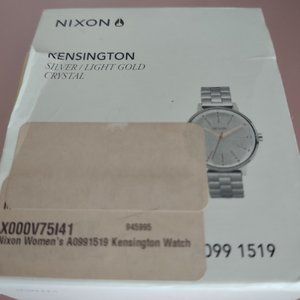 NIXON
KENSINGTON
SILVER / LIGHT GOLD
CRYSTAL
X000V75I41 945995
Nixon Women's A0991519 Kensington Watch
099 1519